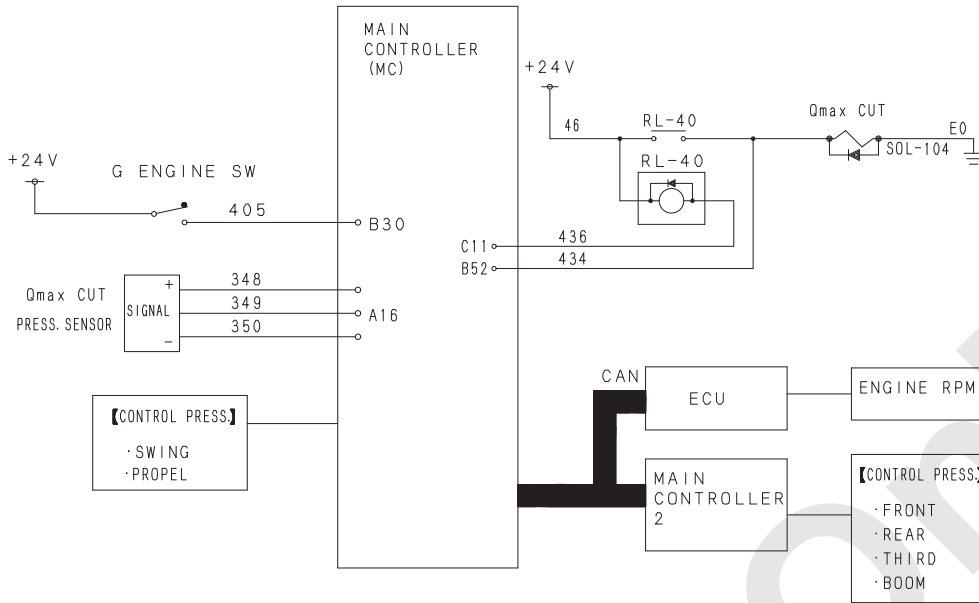 MAIN
CONTROLLER
(MC)
+24V
46
RL-40
RL-40
Qmax CUT
SOL-104
E0
+24V
G ENGINE SW
405
B30
C11
436
B52
434
Qmax CUT
PRESS. SENSOR
SIGNAL
+
−
348
349
350
A16
【CONTROL PRESS.】
·SWING
·PROPEL
CAN
ECU
ENGINE RPM
MAIN
CONTROLLER
2
【CONTROL PRESS.】
·FRONT
·REAR
·THIRD
·BOOM